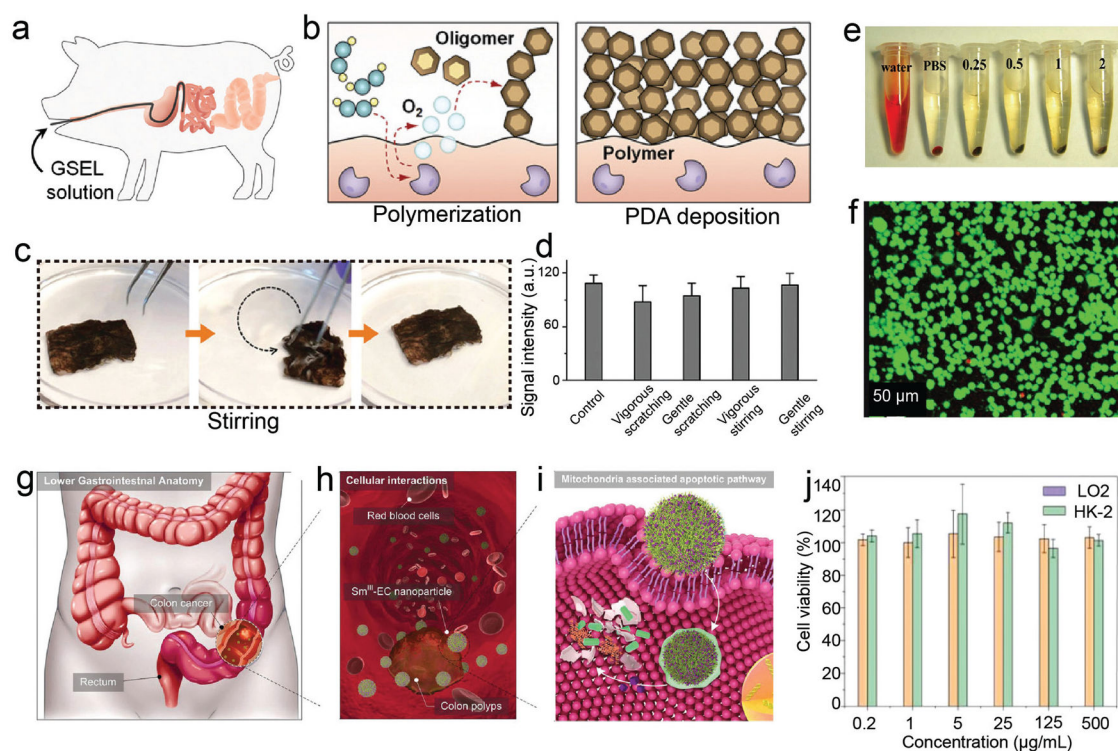 a
GSEL
solution
b
Oligomer
O₂
Polymer
Polymerization
PDA deposition
c
Stirring
d
Signal intensity (a.u.)
120
90
60
30
0
Control
Vigorous
scratching
Gentle
scratching
Vigorous
stirring
Gentle
stirring
e
water PBS 0.25 0.5 1 2
f
50 µm
g
Lower Gastrointestnal Anatomy
Colon cancer
Rectum
h
Cellular interactions
Red blood cells
Smᴵᴵᴵ-EC nanoparticle
Colon polyps
i
Mitochondria associated apoptotic pathway
j
Cell viability (%)
140
120
100
80
60
40
20
0
LO2
HK-2
0.2 1 5 25 125 500
Concentration (µg/mL)